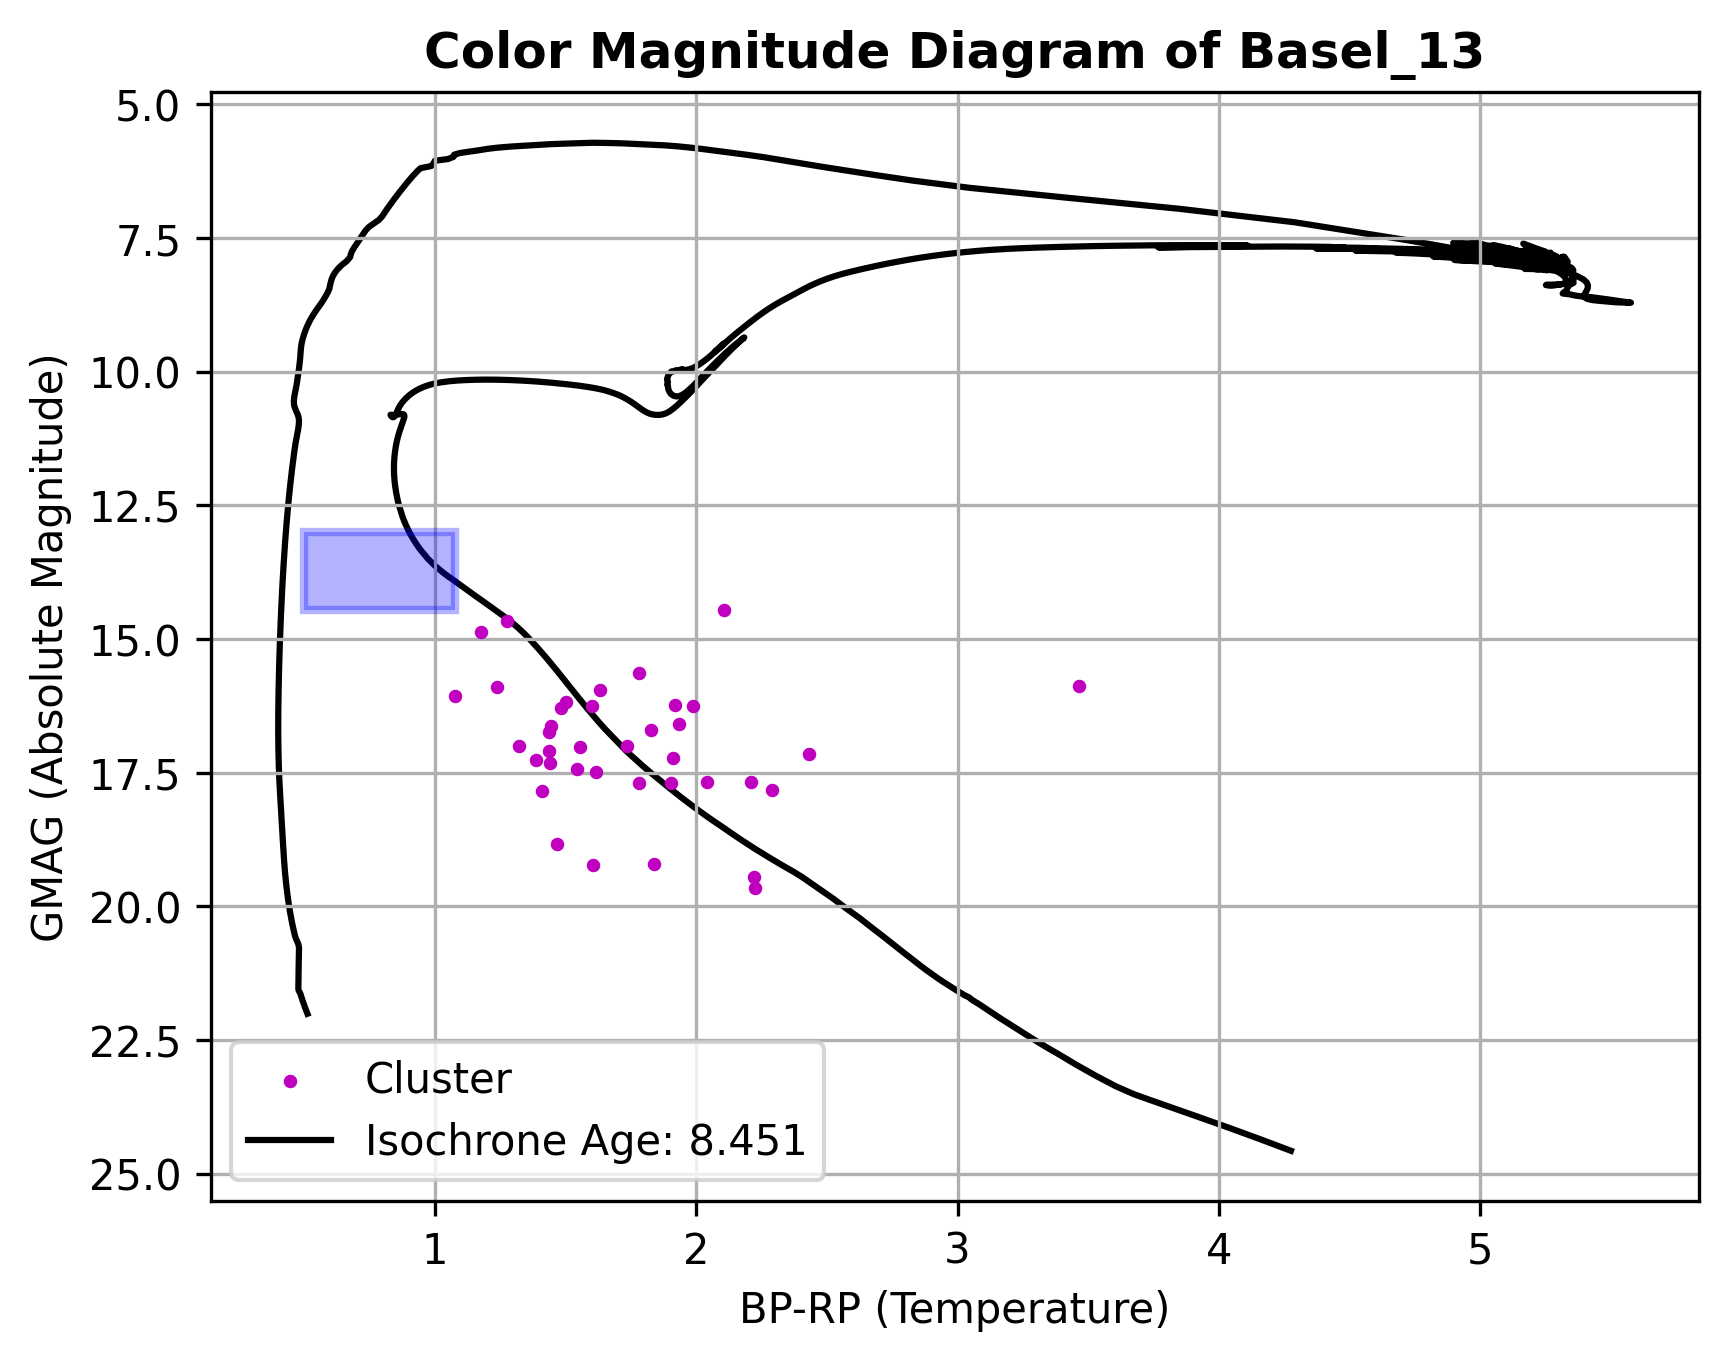 Color Magnitude Diagram of Basel_13
GMAG (Absolute Magnitude)
5.0
7.5
10.0
12.5
15.0
17.5
20.0
22.5
25.0
Cluster
Isochrone Age: 8.451
1 2 3 4 5
BP-RP (Temperature)